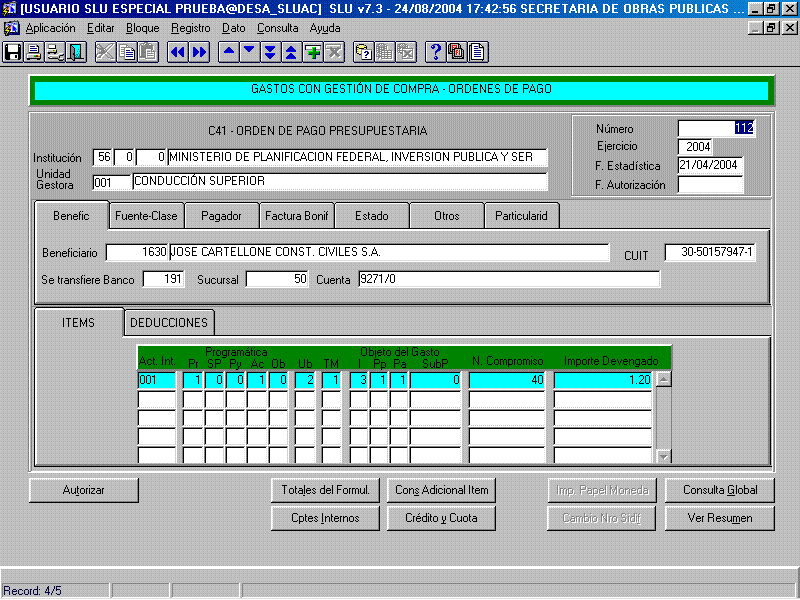 [USUARIO SLU ESPECIAL PRUEBA@DESA_SLUAC] SLU v7.3 - 24/08/2004 17:42:56 SECRETARIA DE OBRAS PUBLICAS ...
Aplicación Editar Bloque Registro Dato Consulta Ayuda
GASTOS CON GESTIÓN DE COMPRA - ORDENES DE PAGO
C41 - ORDEN DE PAGO PRESUPUESTARIA
Número 112
Ejercicio 2004
F. Estadística 21/04/2004
F. Autorización
Institución 56 0 0 MINISTERIO DE PLANIFICACION FEDERAL, INVERSION PUBLICA Y SER
Unidad Gestora 001 CONDUCCIÓN SUPERIOR
Benefic Fuente-Clase Pagador Factura Bonif Estado Otros Particularid
Beneficiario 1630 JOSE CARTELLONE CONST. CIVILES S.A. CUIT 30-50157947-1
Se transfiere Banco 191 Sucursal 50 Cuenta 9271/0
ITEMS DEDUCCIONES
Programática Objeto del Gasto
Act. Int. Pr SP Py Ac Ob Ub TM I Pp Pa SubP N. Compromiso Importe Devengado
001 1 0 0 1 0 2 1 3 1 1 0 40 1.20
Autorizar Totales del Formul. Cons Adicional Item Imp. Papel Moneda Consulta Global
Cptes Internos Crédito y Cuota Cambio Nro Sidif Ver Resumen
Record: 4/5